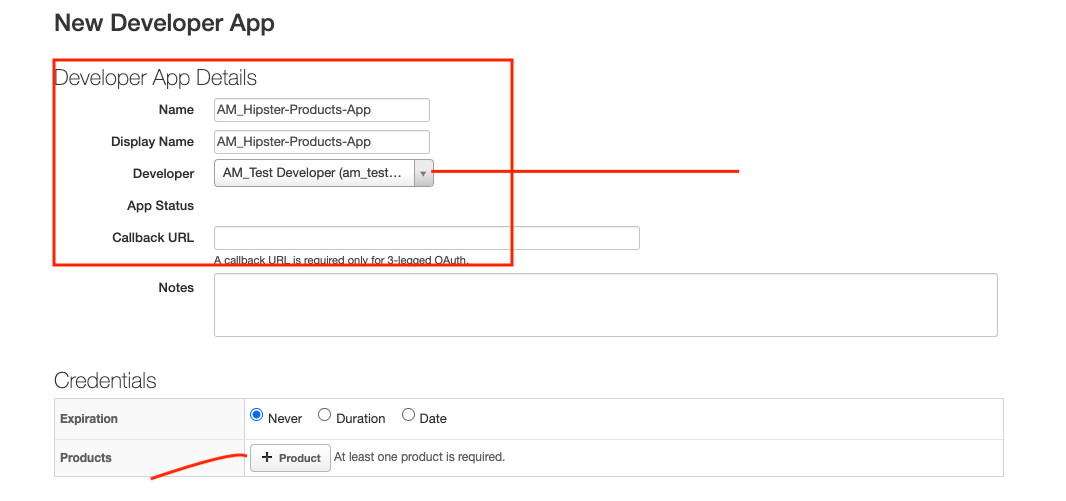 New Developer App
Developer App Details
Name AM_Hipster-Products-App
Display Name AM_Hipster-Products-App
Developer AM_Test Developer (am_test...
App Status
Callback URL
A callback URL is required only for 3-legged OAuth.
Notes
Credentials
Expiration Never Duration Date
Products + Product At least one product is required.